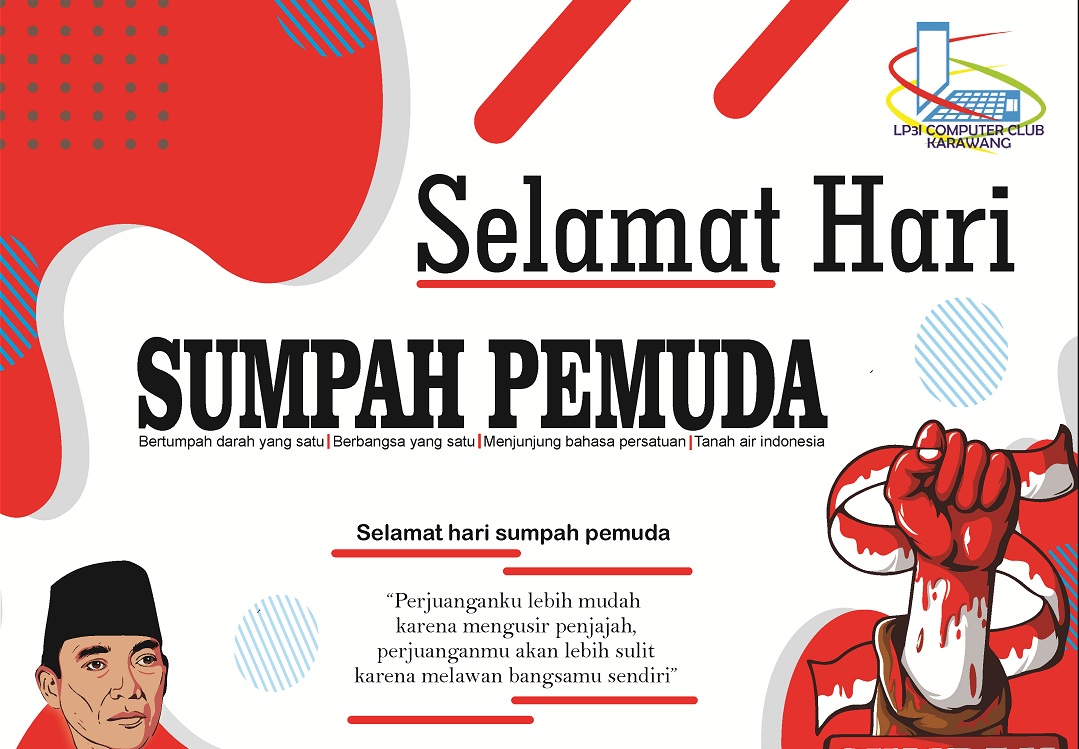 LP3I COMPUTER CLUB
KARAWANG
Selamat Hari
SUMPAH PEMUDA
Bertumpah darah yang satu|Berbangsa yang satu|Menjunjung bahasa persatuan|Tanah air indonesia
Selamat hari sumpah pemuda
“Perjuanganku lebih mudah
karena mengusir penjajah,
perjuanganmu akan lebih sulit
karena melawan bangsamu sendiri”